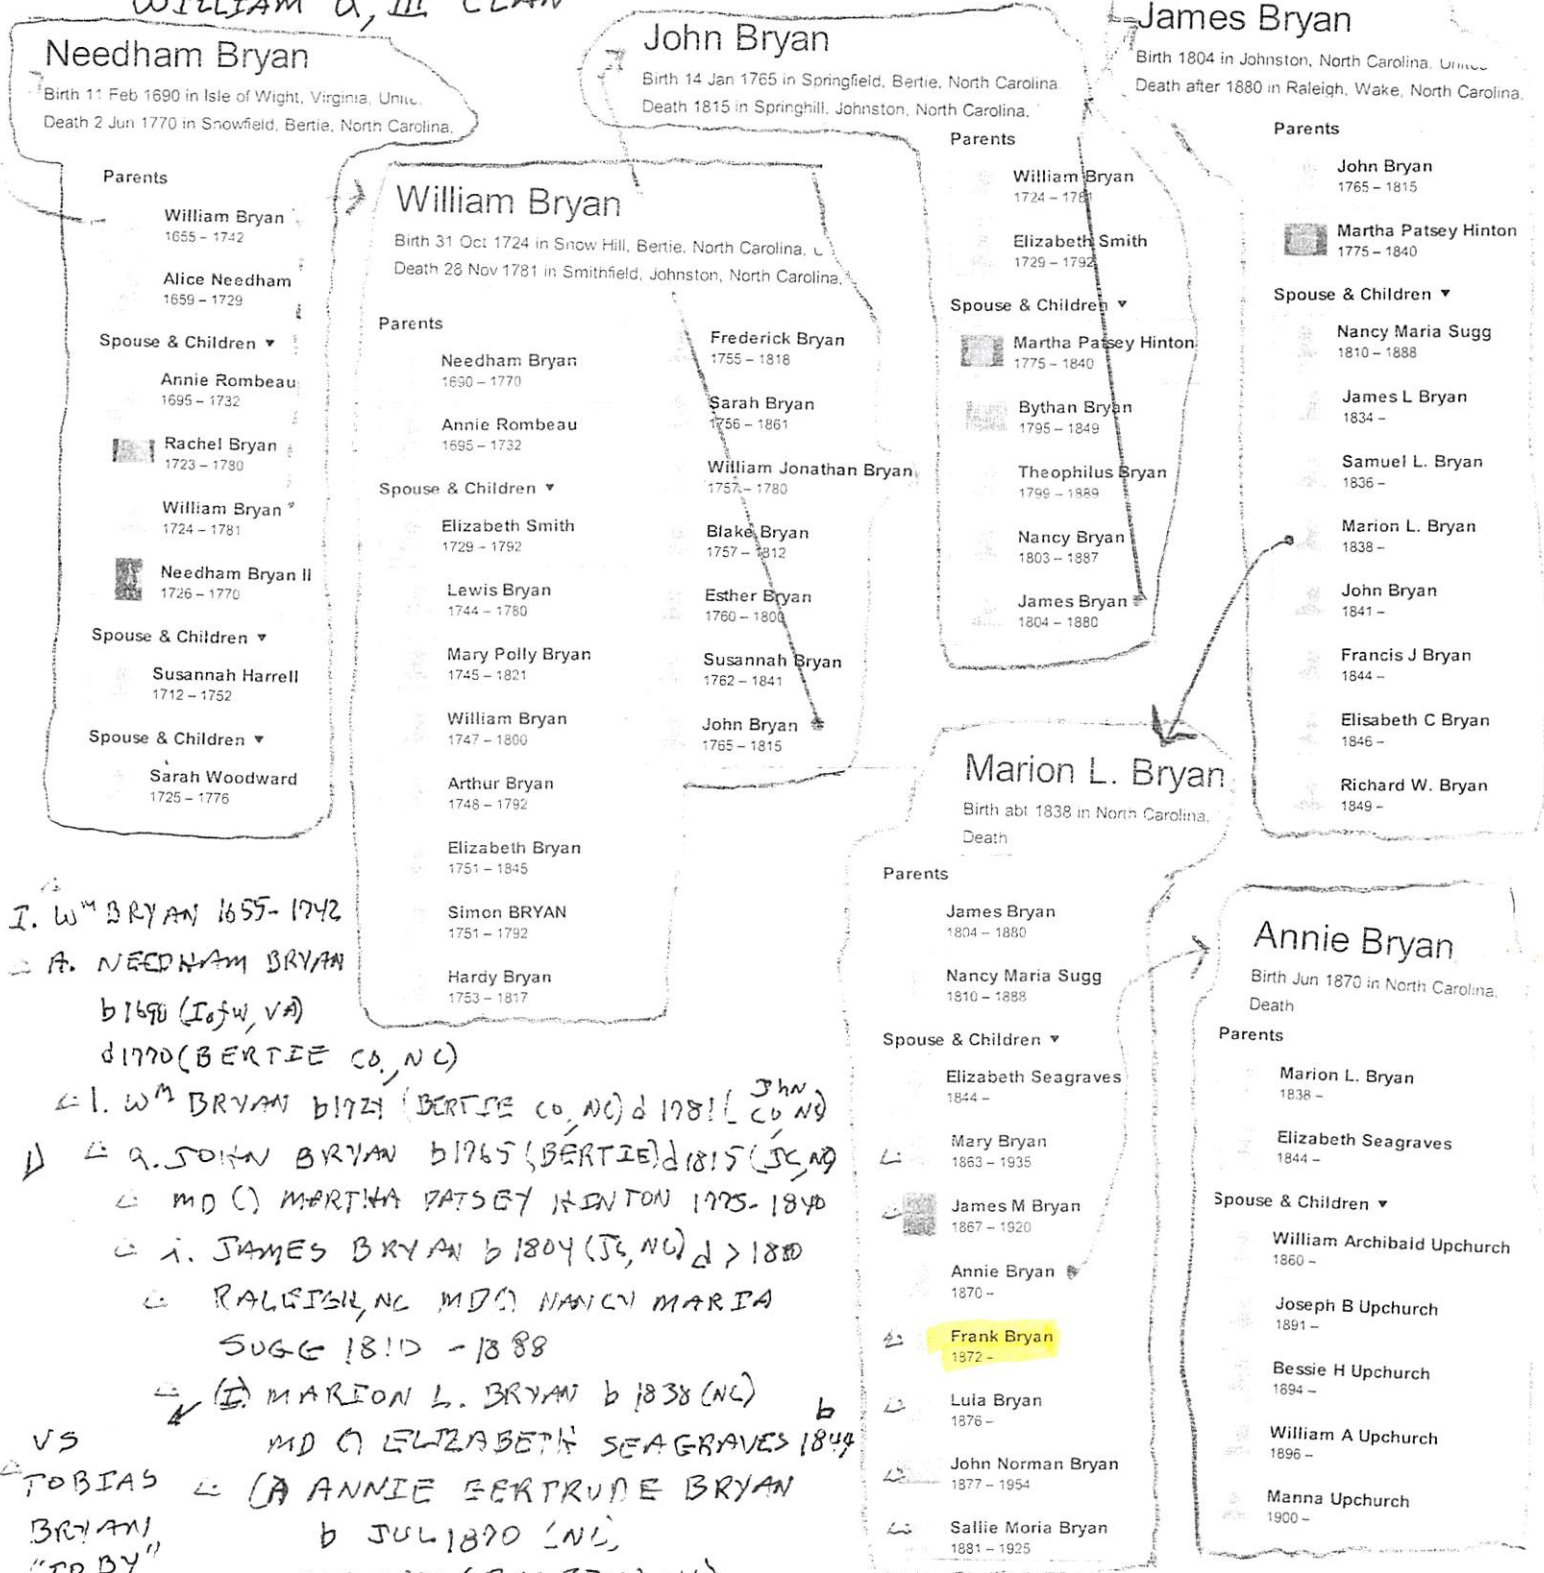 WILLIAM a, III CLAN
Needham Bryan
Birth 11 Feb 1690 in Isle of Wight, Virginia,
Death 2 Jun 1770 in Snowfield, Bertie, North Carolina,
Parents
William Bryan
1655 – 1742
Alice Needham
1659 – 1729
Spouse & Children ▼
Annie Rombeau
1695 – 1732
Rachel Bryan
1723 – 1780
William Bryan
1724 – 1781
Needham Bryan II
1726 – 1770
Spouse & Children ▼
Susannah Harrell
1712 – 1752
Spouse & Children ▼
Sarah Woodward
1725 – 1776
William Bryan
Birth 31 Oct 1724 in Snow Hill, Bertie, North Carolina,
Death 28 Nov 1781 in Smithfield, Johnston, North Carolina,
Parents
Needham Bryan
1690 – 1770
Annie Rombeau
1695 – 1732
Spouse & Children ▼
Elizabeth Smith
1729 – 1792
Lewis Bryan
1744 – 1780
Mary Polly Bryan
1745 – 1821
William Bryan
1747 – 1800
Arthur Bryan
1748 – 1792
Elizabeth Bryan
1751 – 1845
Simon BRYAN
1751 – 1792
Hardy Bryan
1753 – 1817
Frederick Bryan
1755 – 1818
Sarah Bryan
1756 – 1861
William Jonathan Bryan
1757 – 1780
Blake Bryan
1757 – 1812
Esther Bryan
1760 – 1800
Susannah Bryan
1762 – 1841
John Bryan
1765 – 1815
John Bryan
Birth 14 Jan 1765 in Springfield, Bertie, North Carolina
Death 1815 in Springhill, Johnston, North Carolina.
Parents
William Bryan
1724 – 1781
Elizabeth Smith
1729 – 1792
Spouse & Children ▼
Martha Patsey Hinton
1775 – 1840
Bythan Bryan
1795 – 1849
Theophilus Bryan
1799 – 1889
Nancy Bryan
1803 – 1887
James Bryan
1804 – 1880
James Bryan
Birth 1804 in Johnston, North Carolina.
Death after 1880 in Raleigh, Wake, North Carolina.
Parents
John Bryan
1765 – 1815
Martha Patsey Hinton
1775 – 1840
Spouse & Children ▼
Nancy Maria Sugg
1810 – 1888
James L Bryan
1834 –
Samuel L. Bryan
1836 –
Marion L. Bryan
1838 –
John Bryan
1841 –
Francis J Bryan
1844 –
Elisabeth C Bryan
1846 –
Richard W. Bryan
1849 –
Marion L. Bryan
Birth abt 1838 in North Carolina,
Death
Parents
James Bryan
1804 – 1880
Nancy Maria Sugg
1810 – 1888
Spouse & Children ▼
Elizabeth Seagraves
1844 –
Mary Bryan
1863 – 1935
James M Bryan
1867 – 1920
Annie Bryan
1870 –
Frank Bryan
1872 –
Lula Bryan
1876 –
John Norman Bryan
1877 – 1954
Sallie Moria Bryan
1881 – 1925
Annie Bryan
Birth Jun 1870 in North Carolina,
Death
Parents
Marion L. Bryan
1838 –
Elizabeth Seagraves
1844 –
Spouse & Children ▼
William Archibald Upchurch
1860 –
Joseph B Upchurch
1891 –
Bessie H Upchurch
1894 –
William A Upchurch
1896 –
Manna Upchurch
1900 –
I. Wm BRYAN 1655-1742
A. NEEDHAM BRYAN
b 1690 (I of W, VA)
d 1770 (BERTIE CO., NC)
1. Wm BRYAN b 1724 (BERTIE CO, NC) d 1781 (JhN CO, NC)
a. JOHN BRYAN b 1765 (BERTIE) d 1815 (JC, NC)
MD () MARTHA PATSEY HINTON 1775-1840
i. JAMES BRYAN b 1804 (JC, NC) d > 1880
RALEIGH, NC MD () NANCY MARIA
SUGG 1810 - 1888
(I) MARION L. BRYAN b 1838 (NC)
MD () ELIZABETH SEAGRAVES b 1844
(A) ANNIE GERTRUDE BRYAN
b JUL 1870 (NC)
VS
TOBIAS
BRYAN
"TOBY"